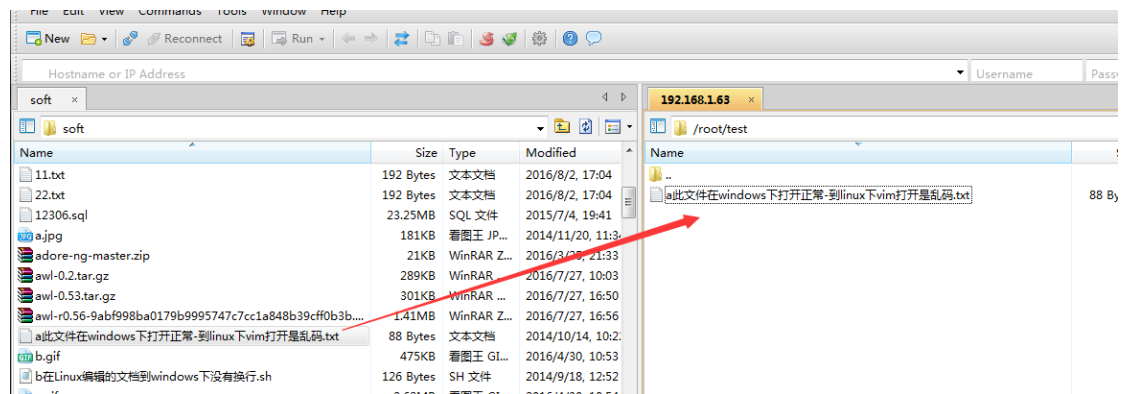 File Edit View Commands Tools Window Help
New Reconnect Run
Hostname or IP Address Username
soft × 192.168.1.63 ×
soft /root/test
Name Size Type Modified Name
11.txt 192 Bytes 文本文档 2016/8/2, 17:04 ..
22.txt 192 Bytes 文本文档 2016/8/2, 17:04 a此文件在windows下打开正常-到linux下vim打开是乱码.txt
12306.sql 23.25MB SQL 文件 2015/7/4, 19:41
a.jpg 181KB 看图王 JP... 2014/11/20, 11:3
adore-ng-master.zip 21KB WinRAR Z... 2016/3/25, 21:33
awl-0.2.tar.gz 289KB WinRAR ... 2016/7/27, 10:03
awl-0.53.tar.gz 301KB WinRAR ... 2016/7/27, 16:50
awl-r0.56-9abf998ba0179b9995747c7cc1a848b39cff0b3b.... 1.41MB WinRAR Z... 2016/7/27, 16:56
a此文件在windows下打开正常-到linux下vim打开是乱码.txt 88 Bytes 文本文档 2014/10/14, 10:2
b.gif 475KB 看图王 GI... 2016/4/30, 10:53
b在Linux编辑的文档到windows下没有换行.sh 126 Bytes SH 文件 2014/9/18, 12:52